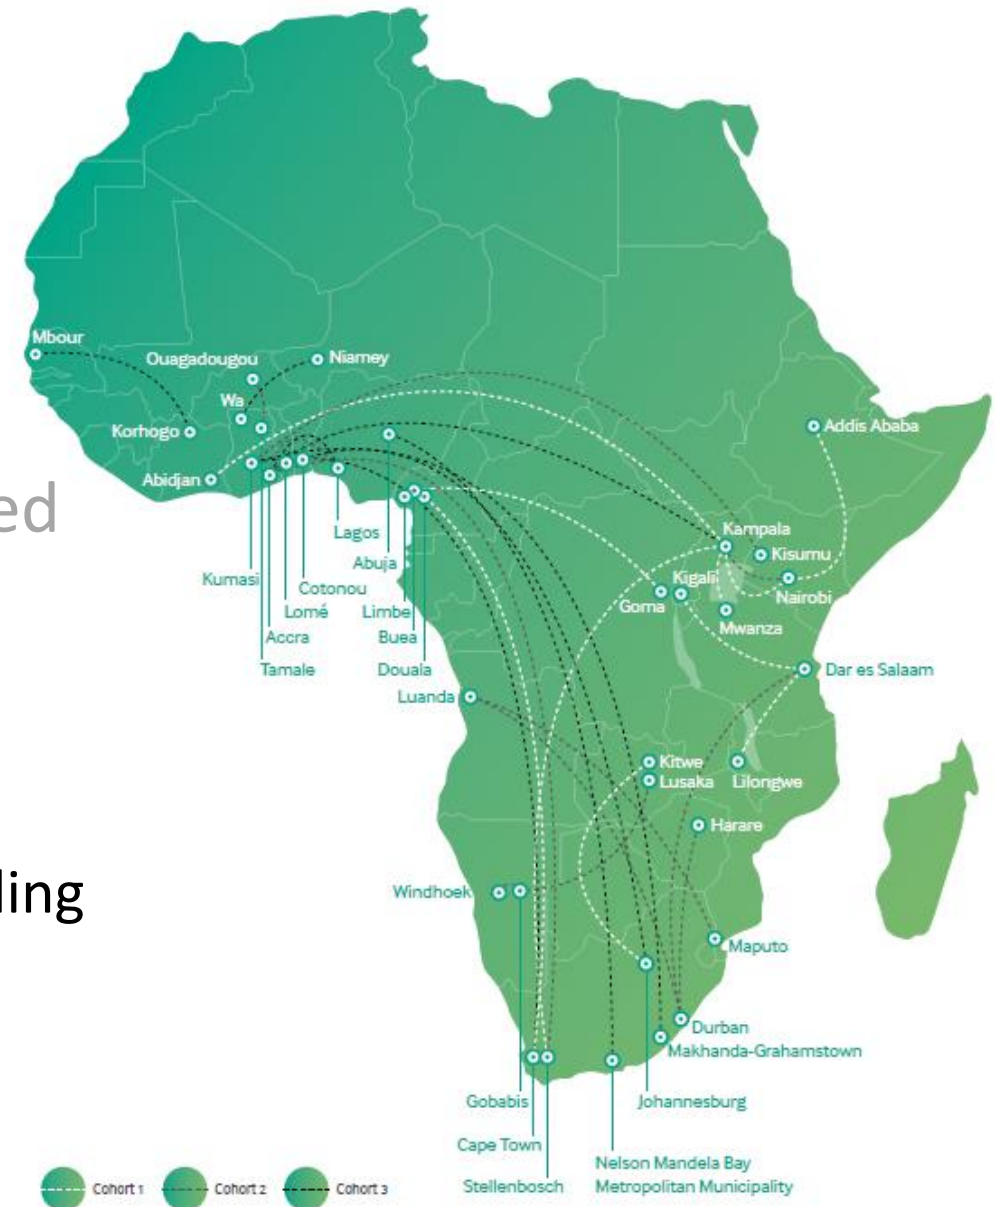 Mbour
Ouagadougou
Niamey
Wa
Korhogo
Addis Ababa
Abidjan
ed
Lagos
Kampala
Kisumu
Abuja
Kumasi
Cotonou
Kigali
Nairobi
Lomé
Limbe
Goma
Accra
Buea
Mwanza
Tamale
Douala
Dar es Salaam
Luanda
Kitwe
Lusaka
Lilongwe
Harare
ling
Windhoek
Maputo
Durban
Makhanda-Grahamstown
Gobabis
Johannesburg
Cape Town
Nelson Mandela Bay
Metropolitan Municipality
Stellenbosch
Cohort 1
Cohort 2
Cohort 3